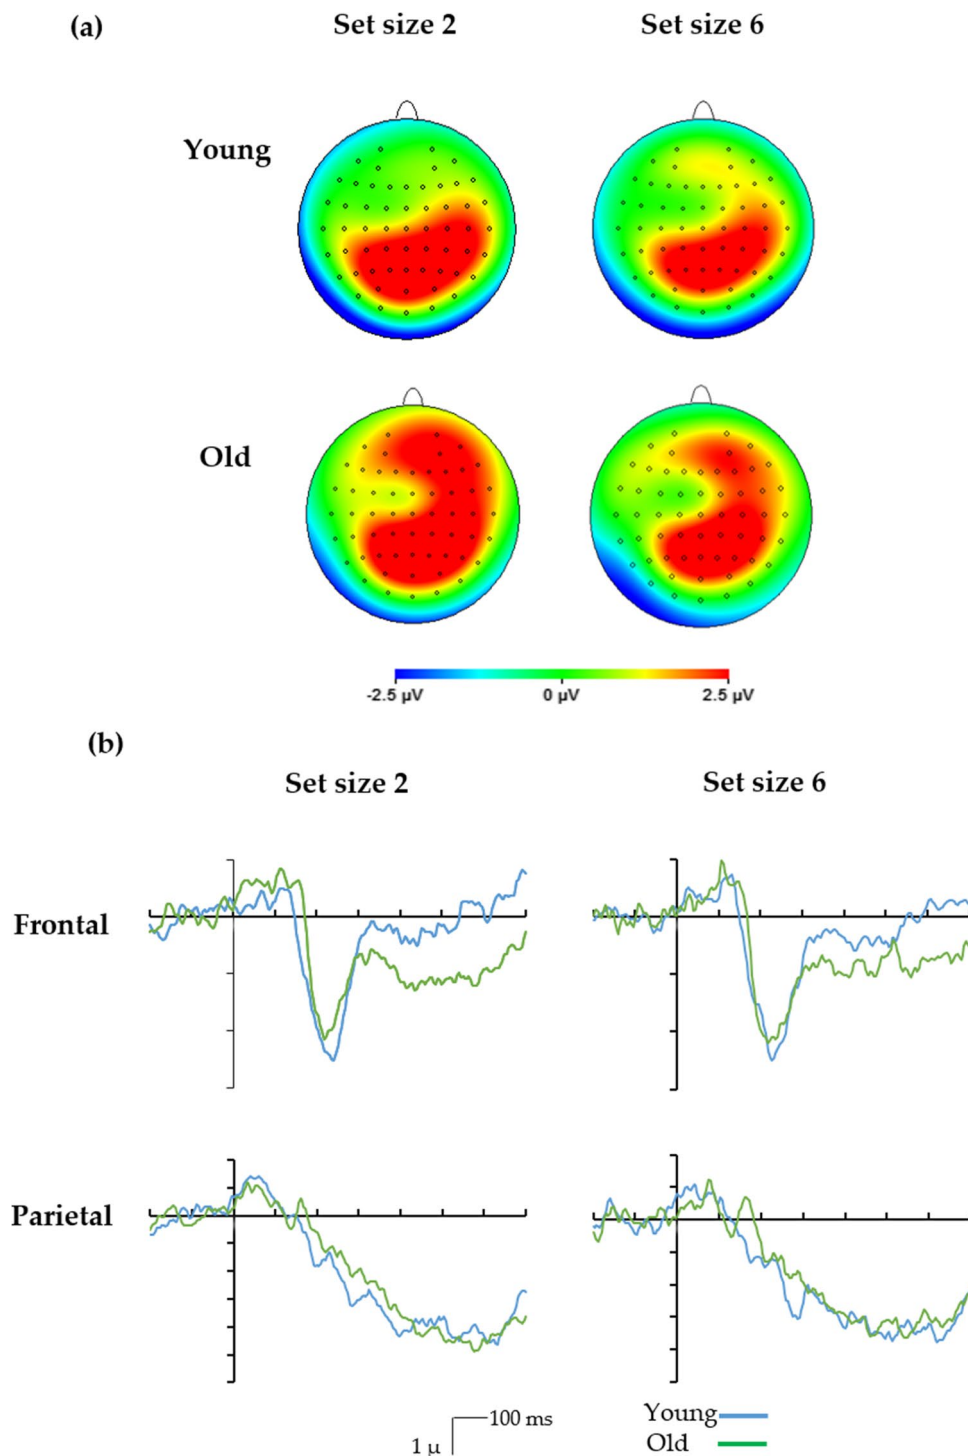 (a)
Set size 2
Set size 6
Young
Old
-2.5 µV
0 µV
2.5 µV
(b)
Set size 2
Set size 6
Frontal
Parietal
100 ms
1 µ
Young
Old